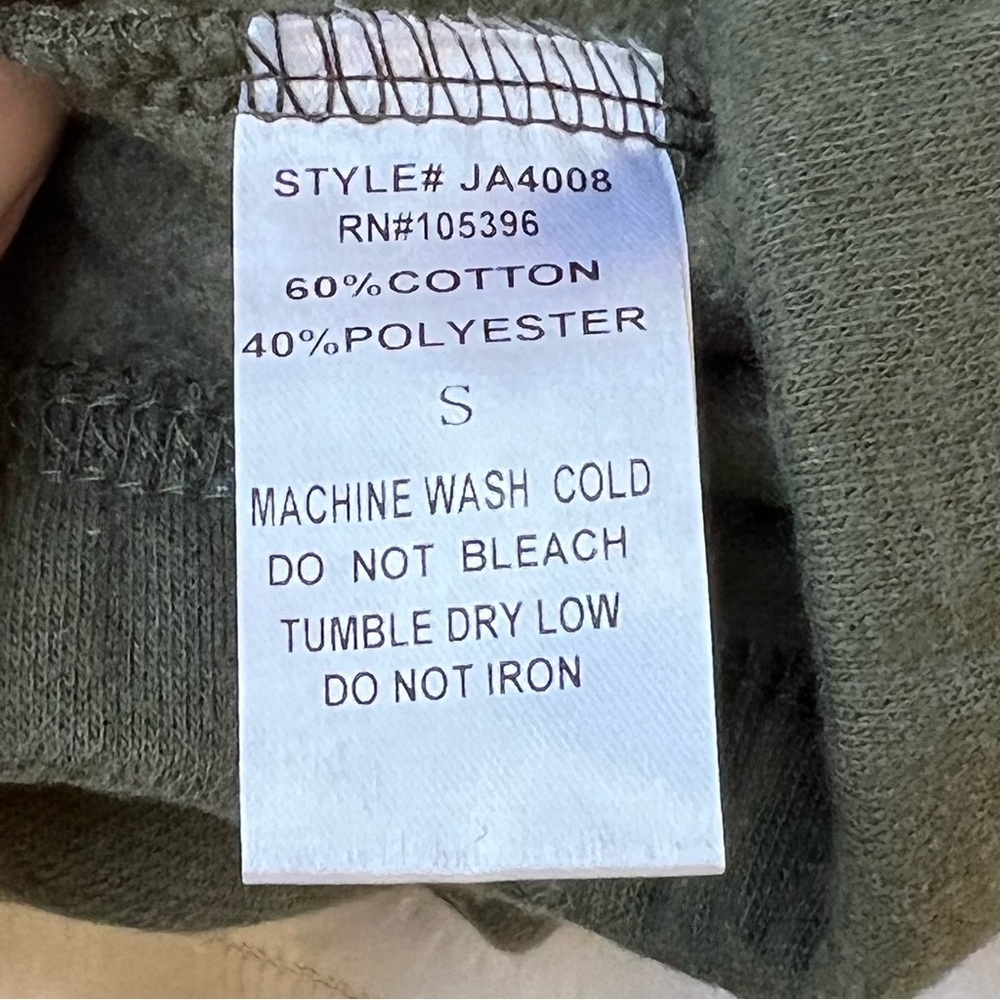 STYLE# JA4008
RN#105396
60%COTTON
40%POLYESTER
S
MACHINE WASH COLD
DO NOT BLEACH
TUMBLE DRY LOW
DO NOT IRON